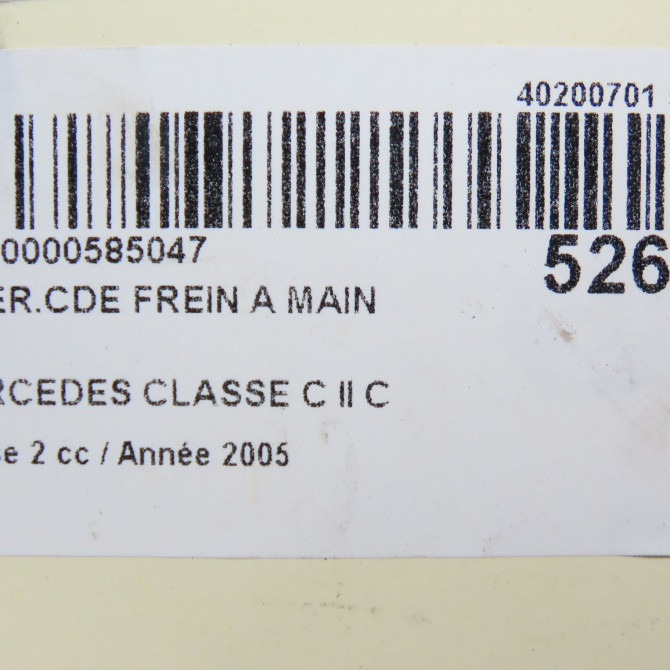 40200701
0000585047
526
ER.CDE FREIN A MAIN
RCEDES CLASSE C II C
e 2 cc / Année 2005